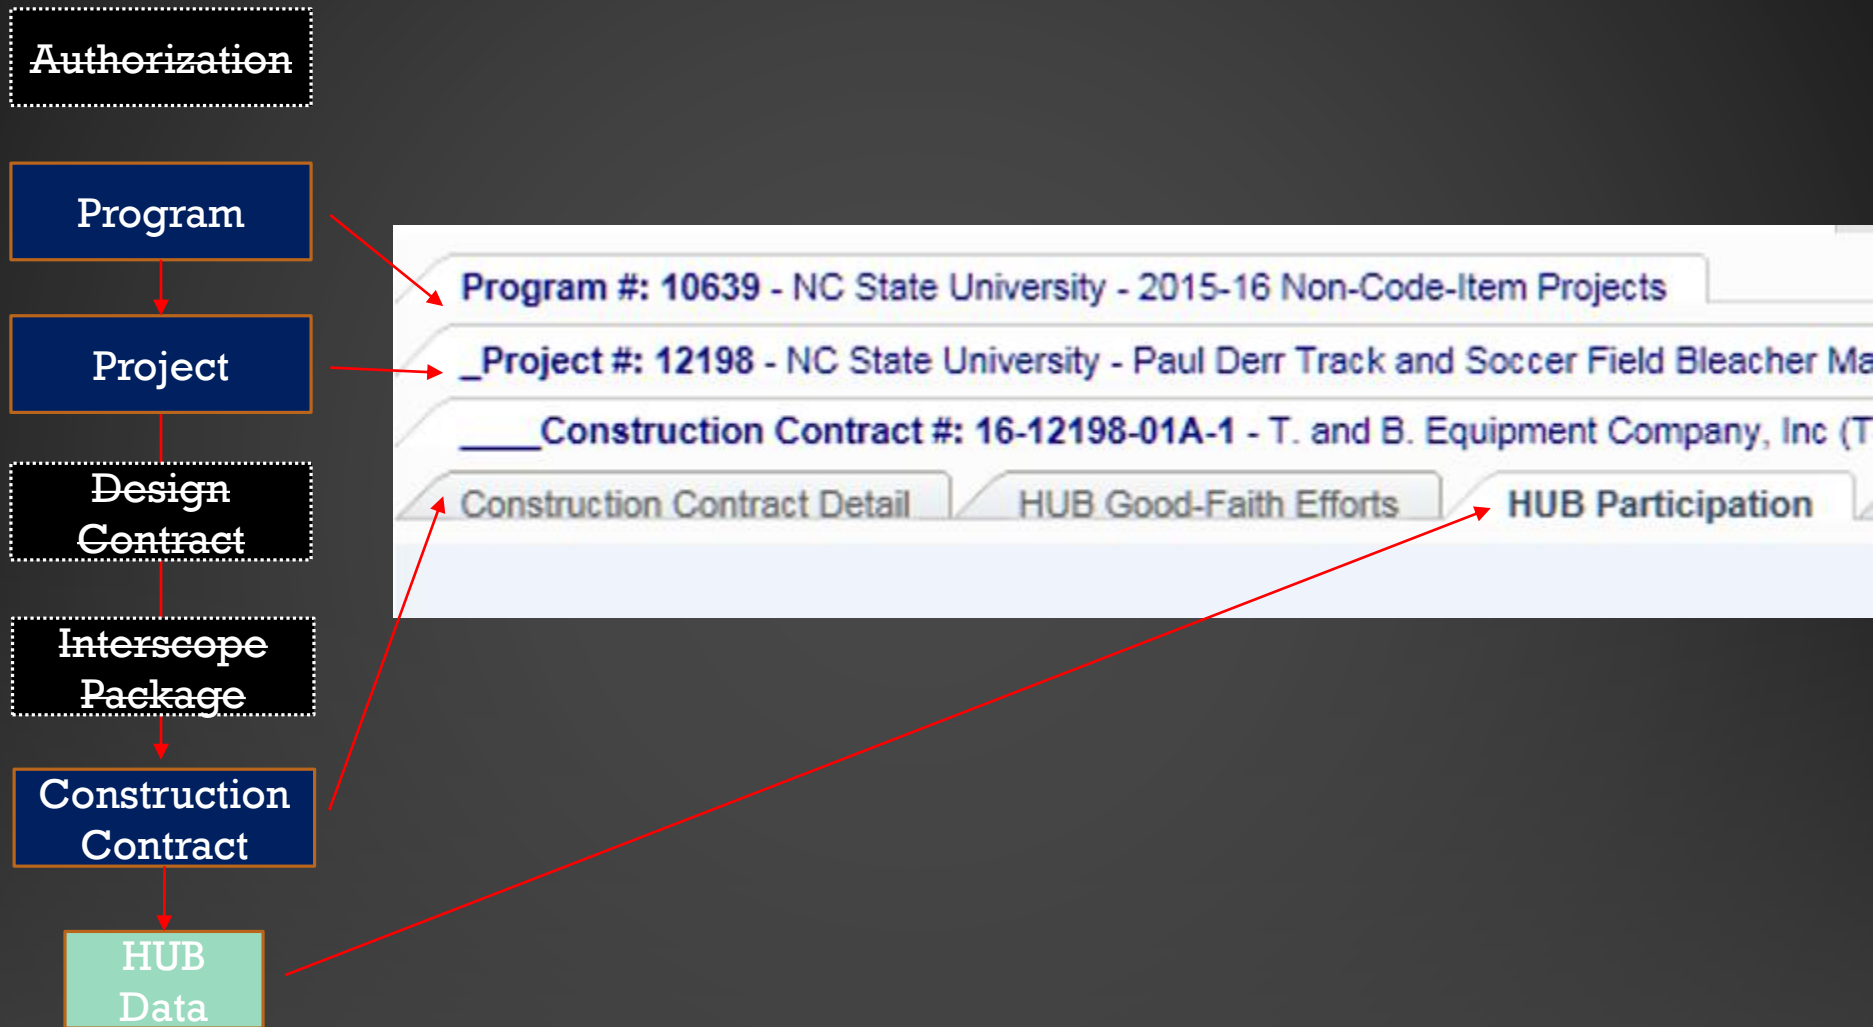 Authorization
Program
Project
Design
Contract
Interscope
Package
Construction
Contract
HUB
Data
Program #: 10639 - NC State University - 2015-16 Non-Code-Item Projects
_Project #: 12198 - NC State University - Paul Derr Track and Soccer Field Bleacher Ma
____Construction Contract #: 16-12198-01A-1 - T. and B. Equipment Company, Inc (T
Construction Contract Detail
HUB Good-Faith Efforts
HUB Participation